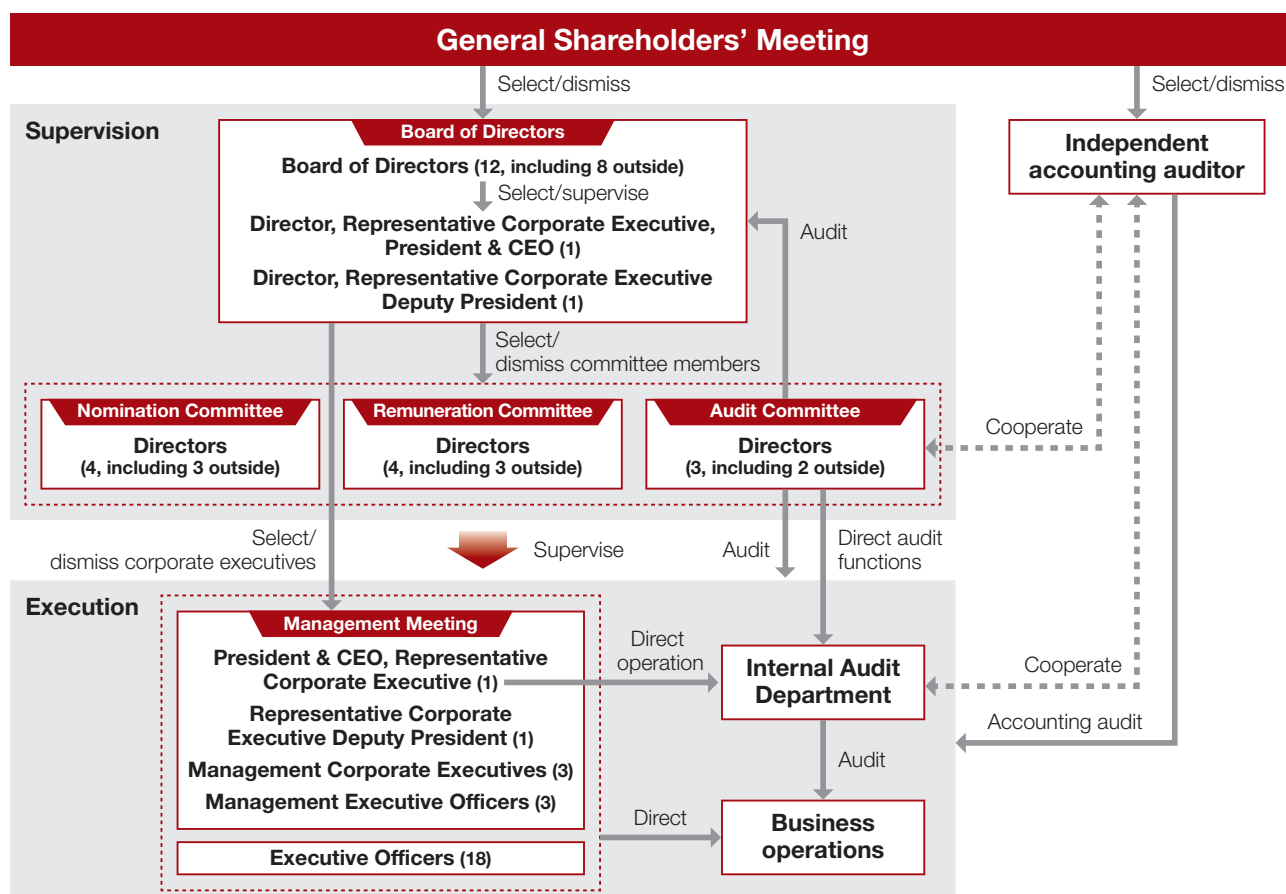 General Shareholders’ Meeting
Select/dismiss
Select/dismiss
Supervision
Board of Directors
Board of Directors (12, including 8 outside)
Select/supervise
Director, Representative Corporate Executive,
President & CEO (1)
Director, Representative Corporate Executive
Deputy President (1)
Audit
Independent
accounting auditor
Select/
dismiss committee members
Nomination Committee
Directors
(4, including 3 outside)
Remuneration Committee
Directors
(4, including 3 outside)
Audit Committee
Directors
(3, including 2 outside)
Cooperate
Select/
dismiss corporate executives
Supervise
Audit
Direct audit
functions
Execution
Management Meeting
President & CEO, Representative
Corporate Executive (1)
Representative Corporate
Executive Deputy President (1)
Management Corporate Executives (3)
Management Executive Officers (3)
Executive Officers (18)
Direct
operation
Internal Audit
Department
Cooperate
Accounting audit
Audit
Direct
Business
operations